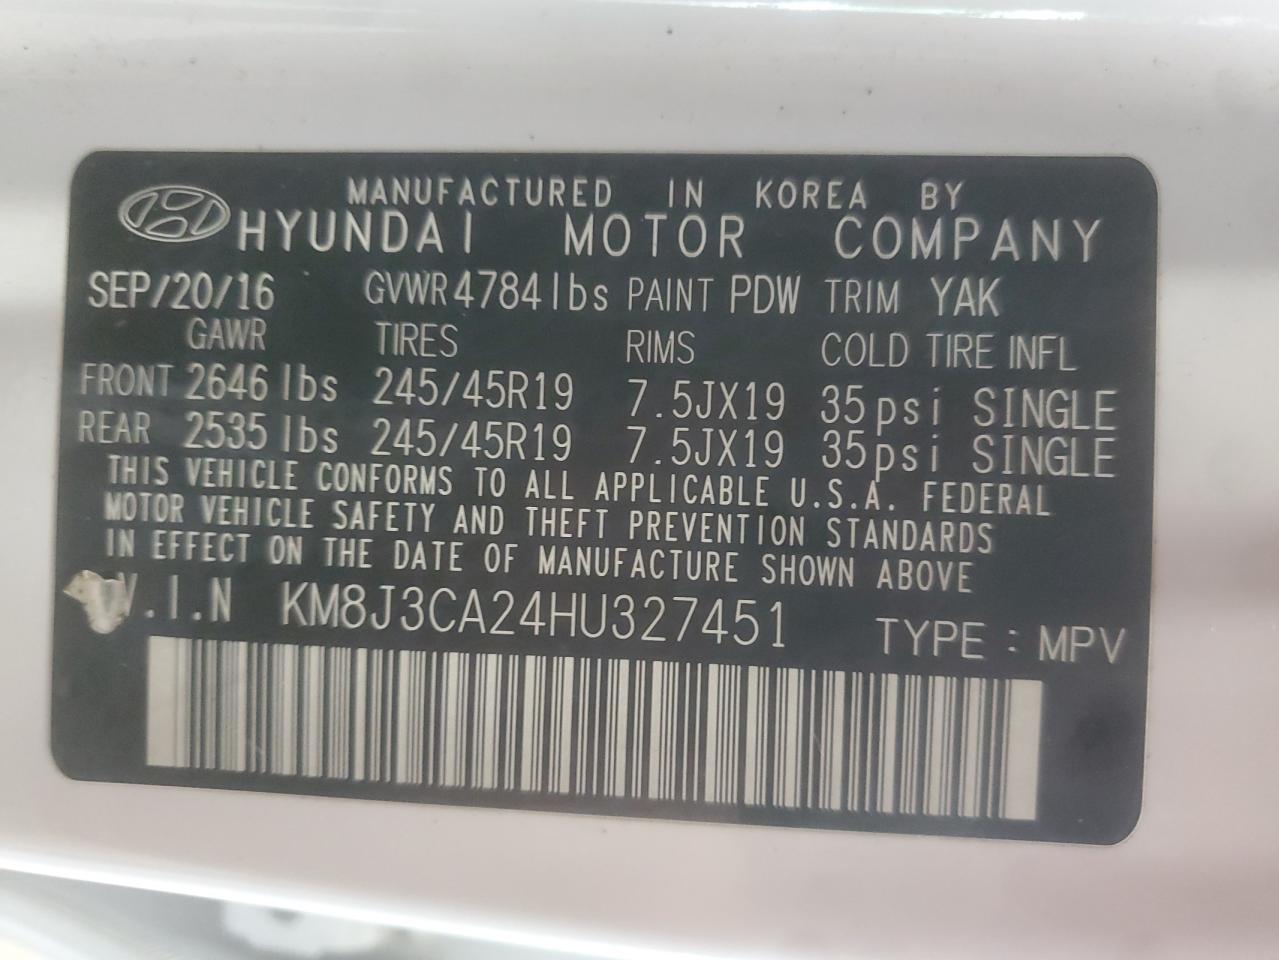 MANUFACTURED IN KOREA BY
HYUNDAI MOTOR COMPANY
SEP/20/16 GVWR 4784 lbs PAINT PDW TRIM YAK
GAWR TIRES RIMS COLD TIRE INFL
FRONT 2646 lbs 245/45R19 7.5JX19 35psi SINGLE
REAR 2535 lbs 245/45R19 7.5JX19 35psi SINGLE
THIS VEHICLE CONFORMS TO ALL APPLICABLE U.S.A. FEDERAL
MOTOR VEHICLE SAFETY AND THEFT PREVENTION STANDARDS
IN EFFECT ON THE DATE OF MANUFACTURE SHOWN ABOVE
V.I.N KM8J3CA24HU327451 TYPE : MPV